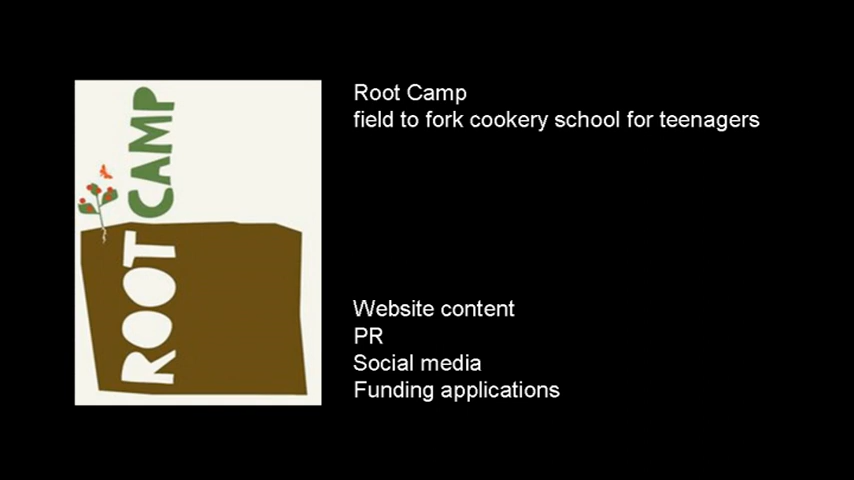 ROOT CAMP
Root Camp
field to fork cookery school for teenagers
Website content
PR
Social media
Funding applications